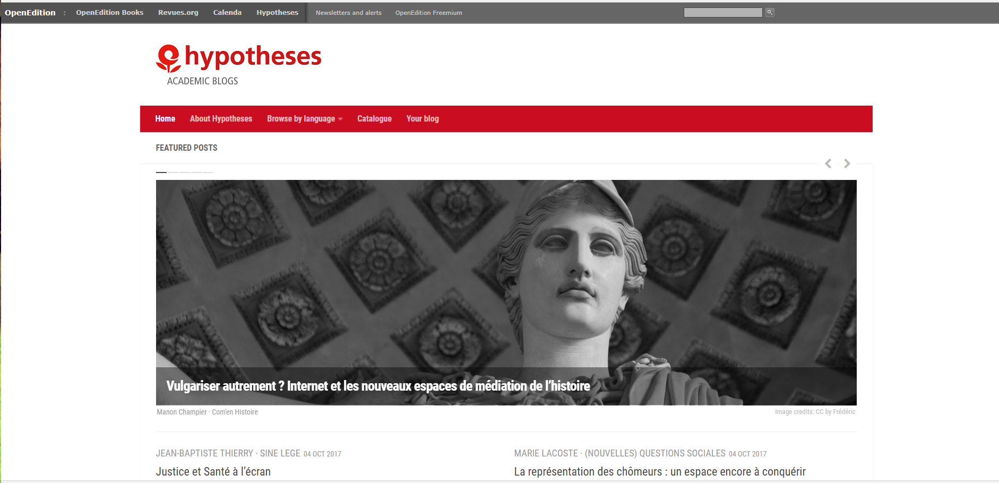 OpenEdition : OpenEdition Books Revues.org Calenda Hypotheses Newsletters and alerts OpenEdition Freemium
hypotheses
ACADEMIC BLOGS
Home About Hypotheses Browse by language Catalogue Your blog
FEATURED POSTS
Vulgariser autrement ? Internet et les nouveaux espaces de médiation de l’histoire
Manon Champier · Com'en Histoire
Image credits: CC by Frédéric
JEAN-BAPTISTE THIERRY · SINE LEGE 04 OCT 2017
Justice et Santé à l’écran
MARIE LACOSTE · (NOUVELLES) QUESTIONS SOCIALES 04 OCT 2017
La représentation des chômeurs : un espace encore à conquérir